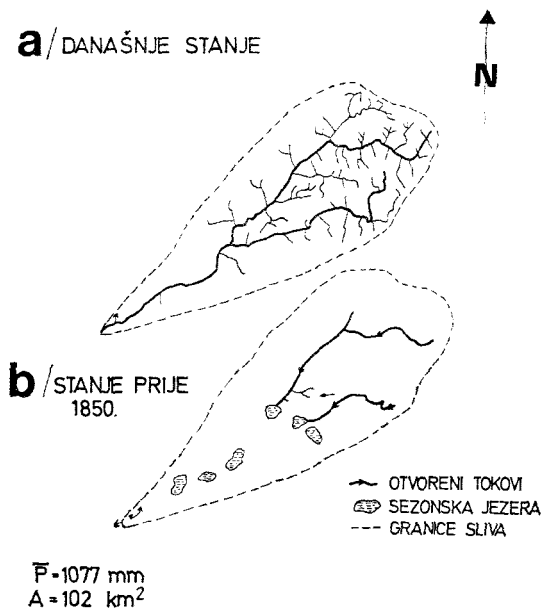 a/ DANAŠNJE STANJE
N
b/ STANJE PRIJE
1850.
OTVORENI TOKOVI
SEZONSKA JEZERA
GRANICE SLIVA
P̅=1077 mm
A=102 km²